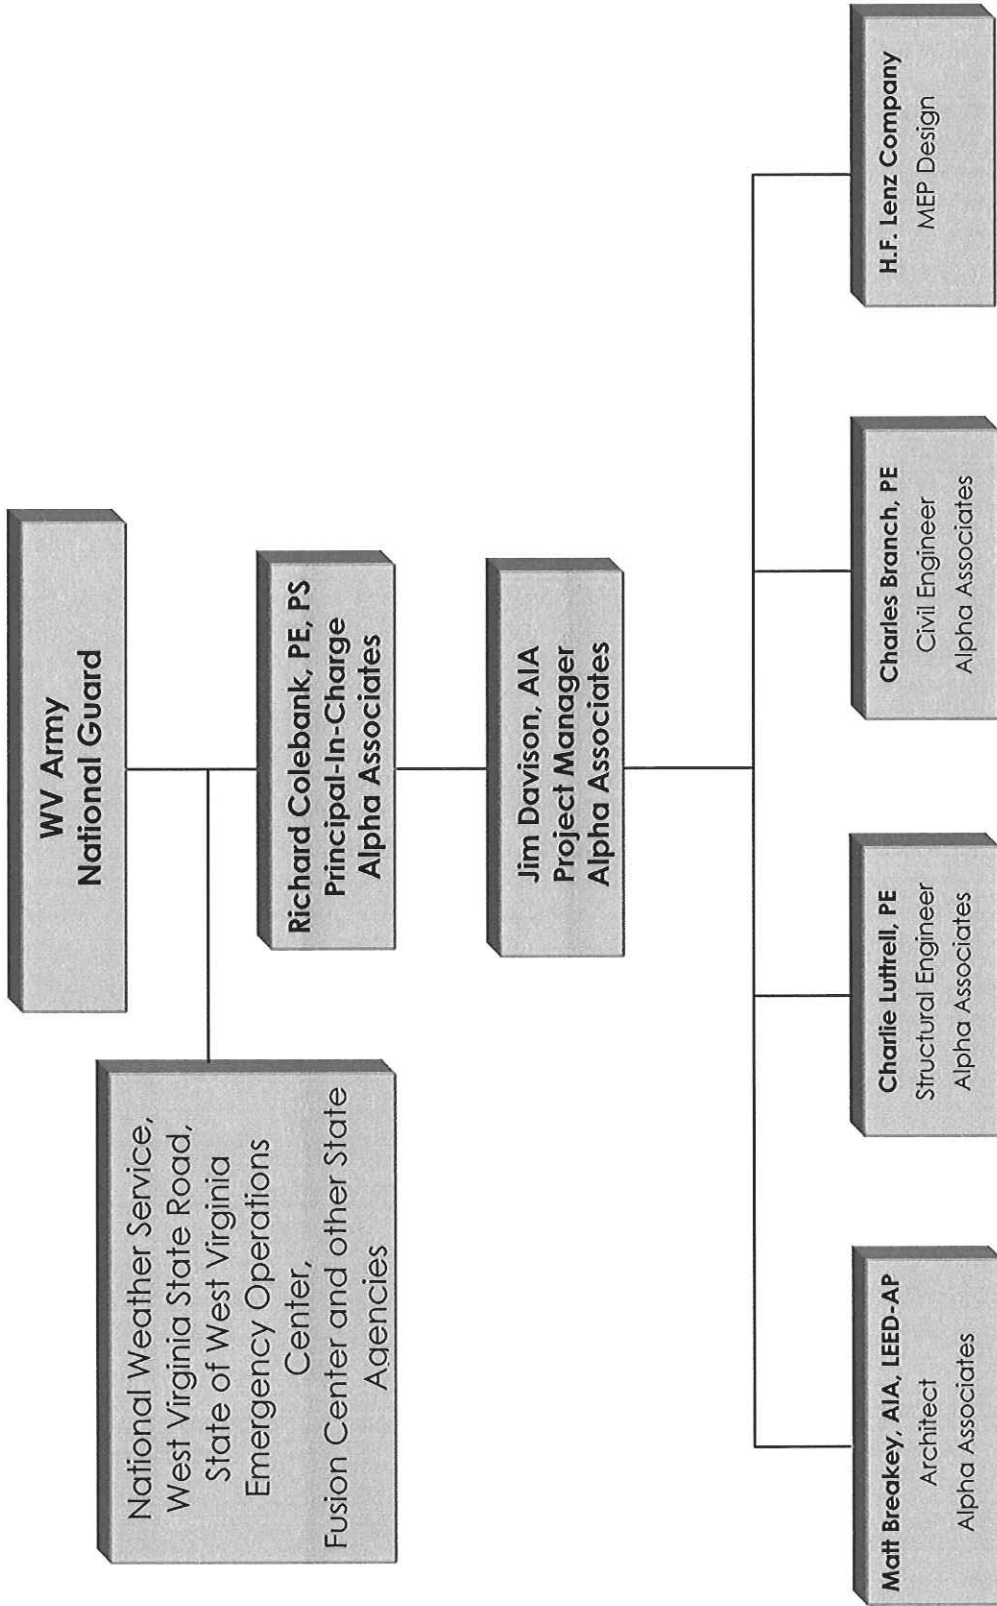 WV Army
National Guard
National Weather Service,
West Virginia State Road,
State of West Virginia
Emergency Operations
Center,
Fusion Center and other State
Agencies
Richard Colebank, PE, PS
Principal-In-Charge
Alpha Associates
Jim Davison, AIA
Project Manager
Alpha Associates
Matt Breakey, AIA, LEED-AP
Architect
Alpha Associates
Charlie Luttrell, PE
Structural Engineer
Alpha Associates
Charles Branch, PE
Civil Engineer
Alpha Associates
H.F. Lenz Company
MEP Design